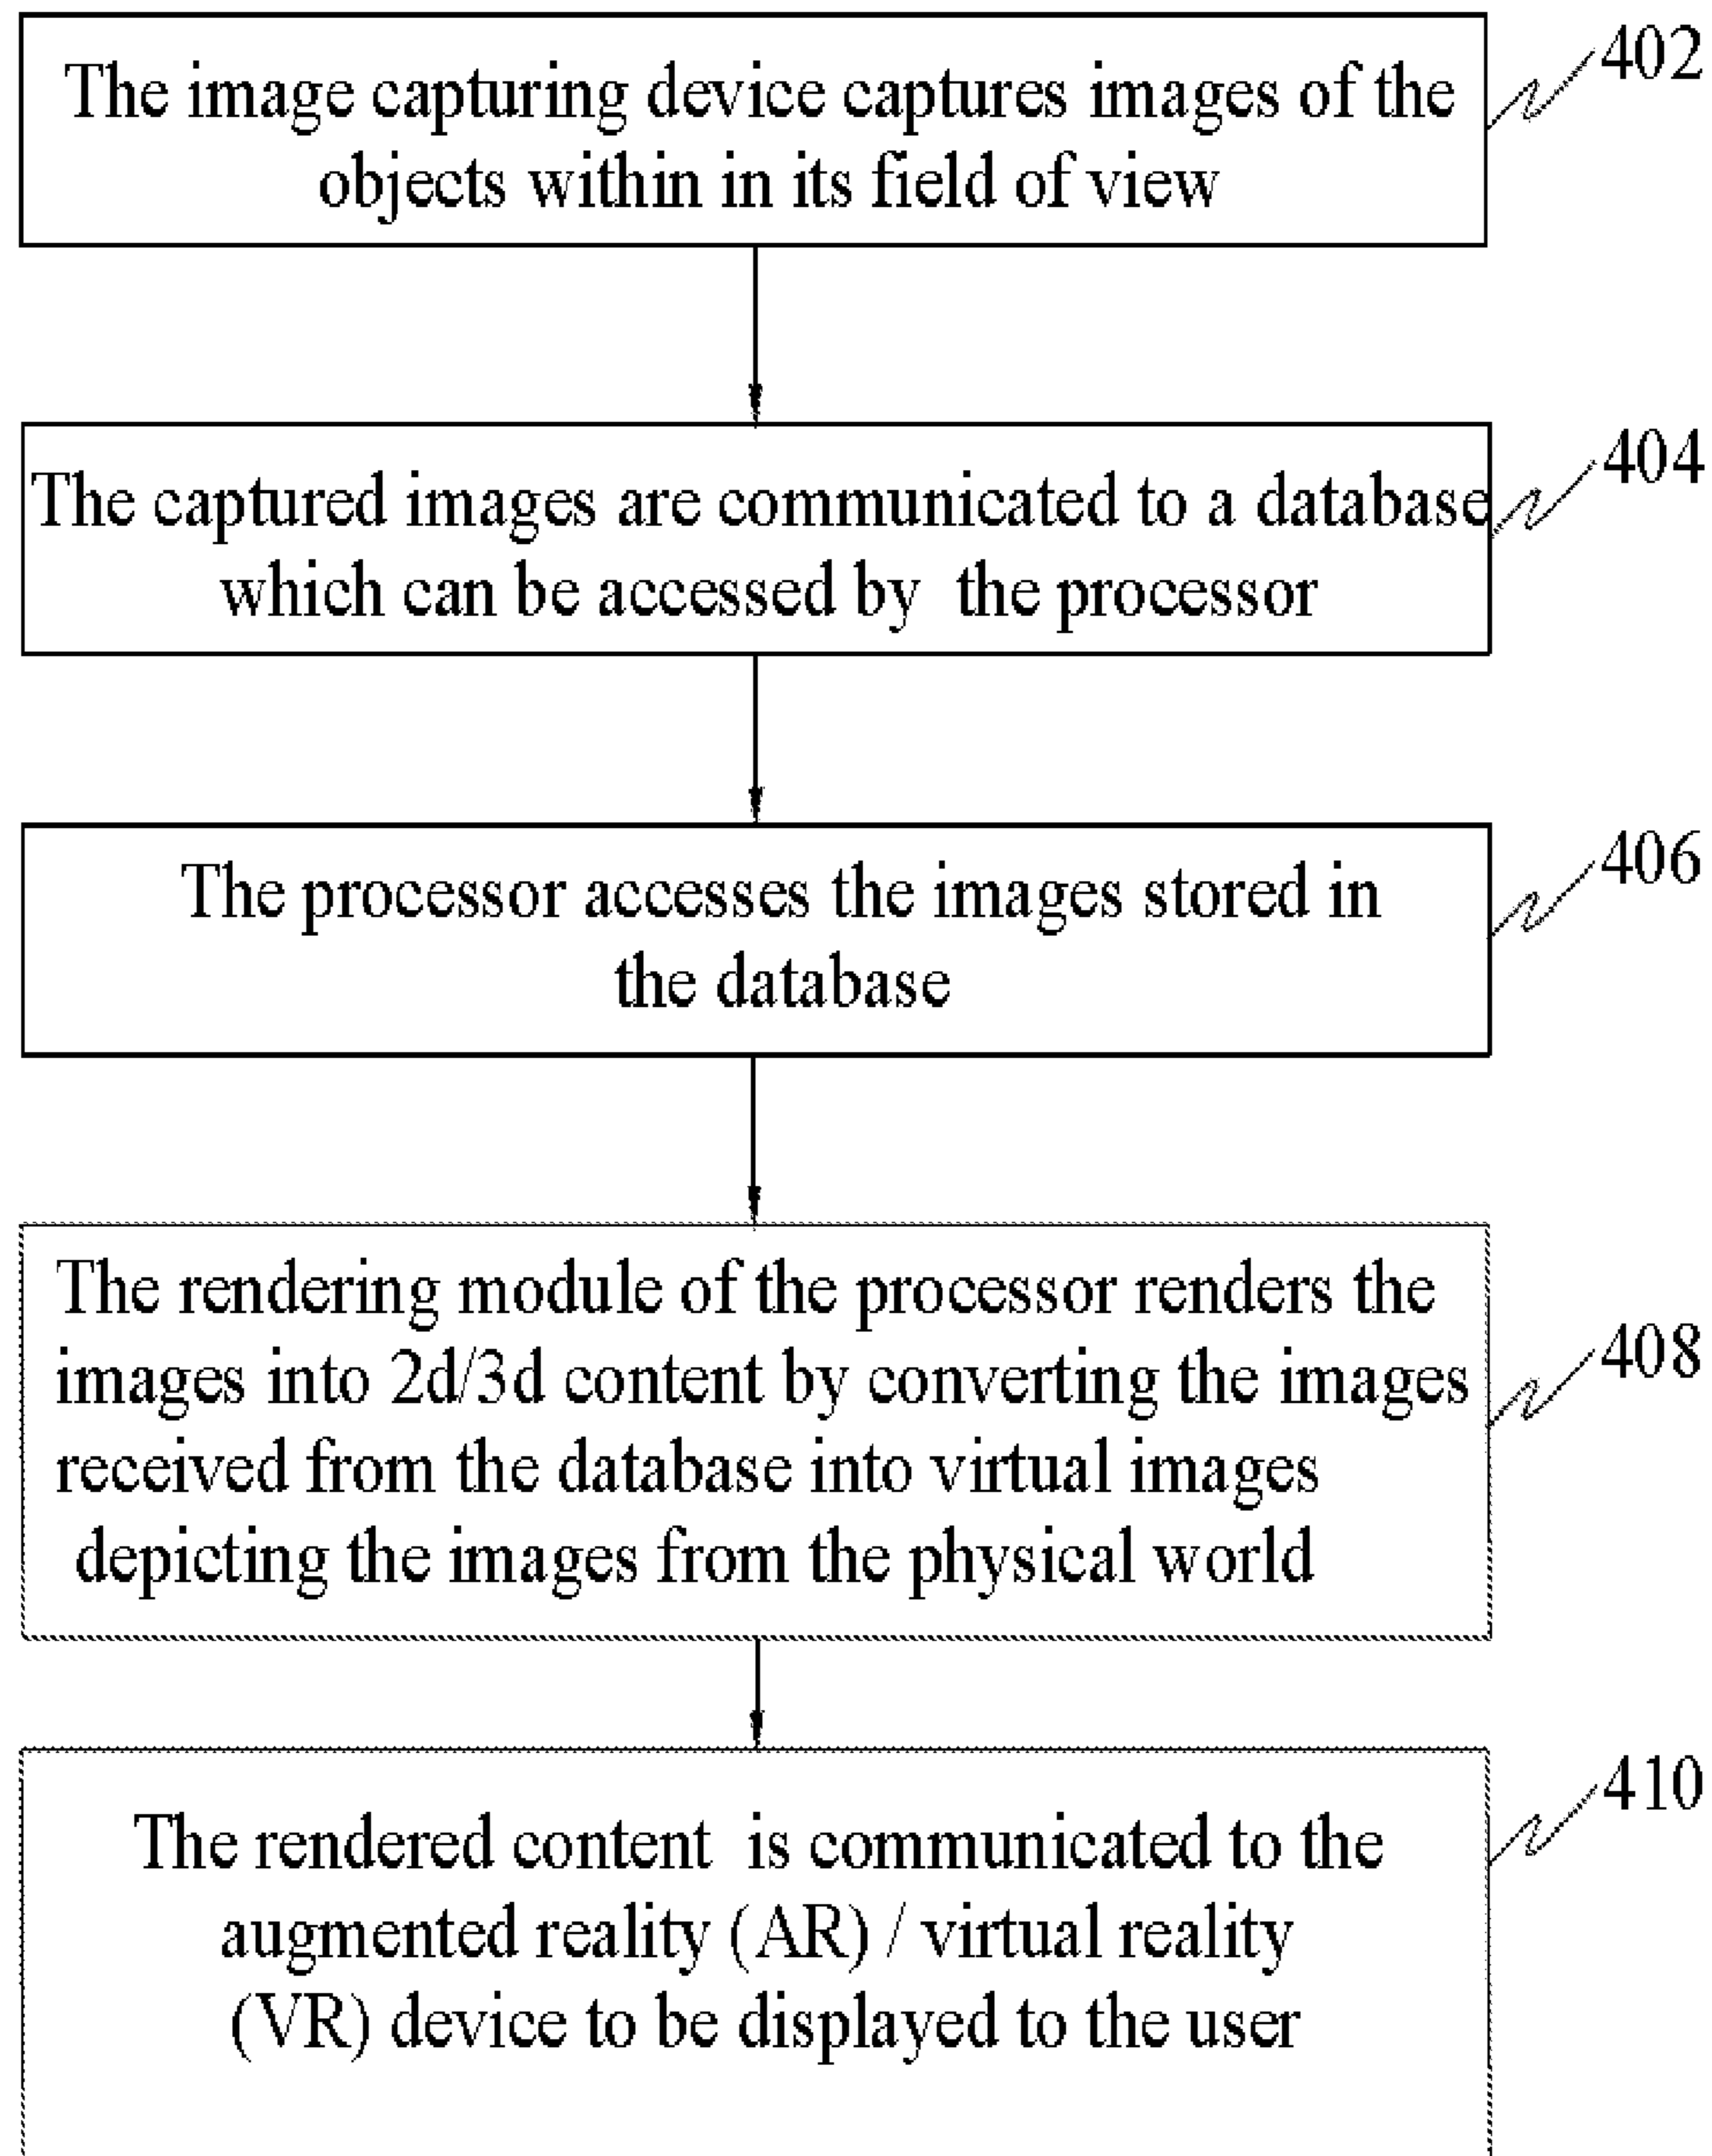 The image capturing device captures images of the
objects within in its field of view
402
The captured images are communicated to a database
which can be accessed by the processor
404
The processor accesses the images stored in
the database
406
The rendering module of the processor renders the
images into 2d/3d content by converting the images
received from the database into virtual images
depicting the images from the physical world
408
The rendered content is communicated to the
augmented reality (AR) / virtual reality
(VR) device to be displayed to the user
410